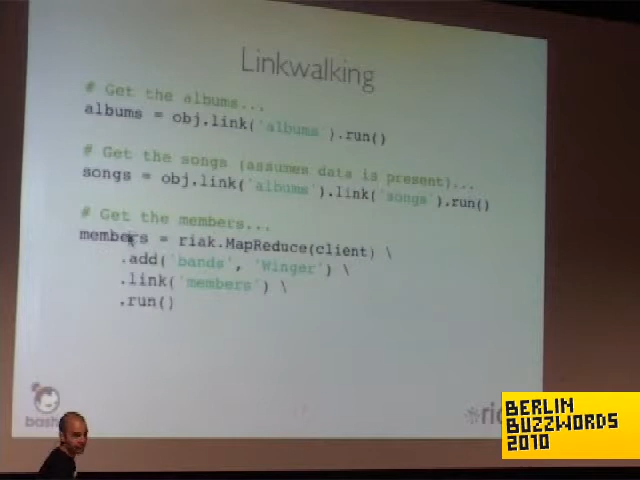 Linkwalking
# Get the albums...
albums = obj.link('albums').run()
# Get the songs (assumes data is present)...
songs = obj.link('albums').link('songs').run()
# Get the members...
members = riak.MapReduce(client) \
.add('bands', 'Winger') \
.link('members') \
.run()
bash
BERLIN
BUZZWORDS
2010